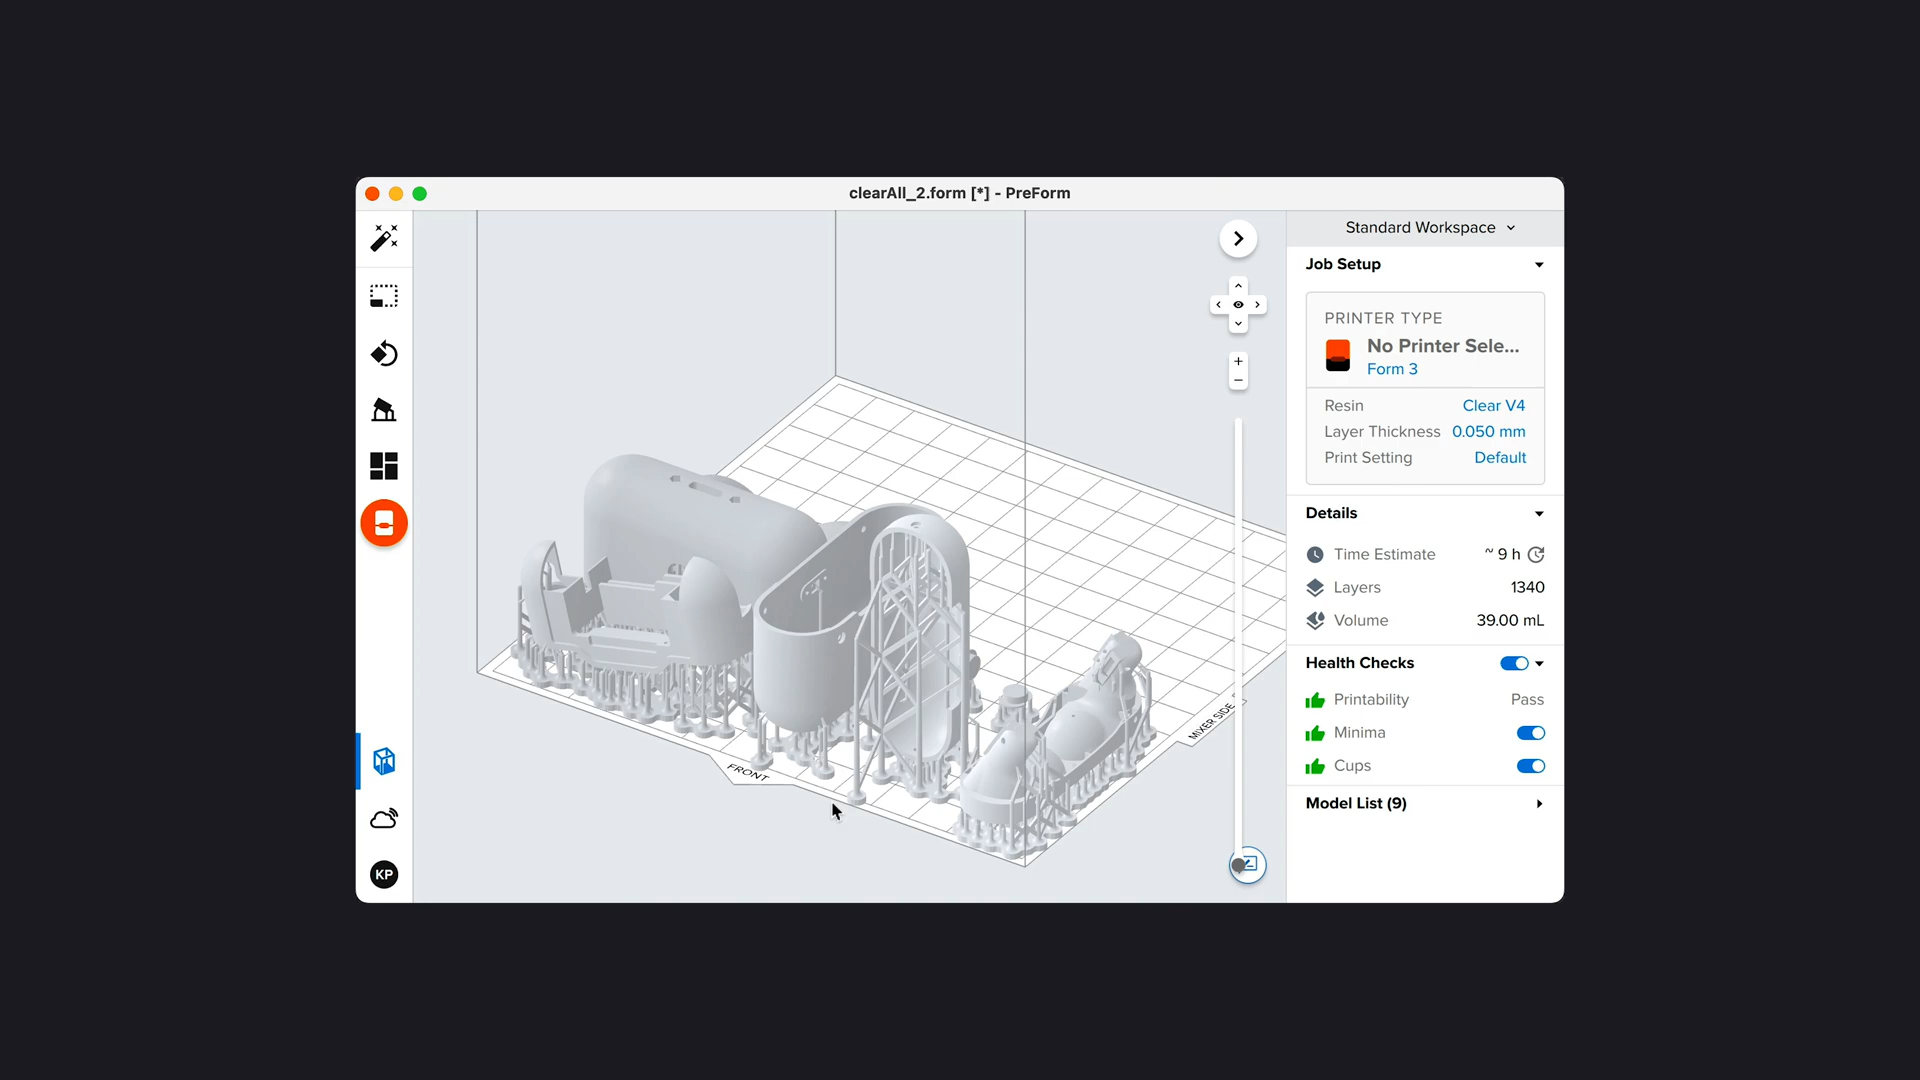 clearAll_2.form [*] - PreForm
Standard Workspace
Job Setup
PRINTER TYPE
No Printer Sele...
Form 3
Resin Clear V4
Layer Thickness 0.050 mm
Print Setting Default
Details
Time Estimate ~ 9 h
Layers 1340
Volume 39.00 mL
Health Checks
Printability Pass
Minima
Cups
Model List (9)
MIXER SIDE
FRONT
KP